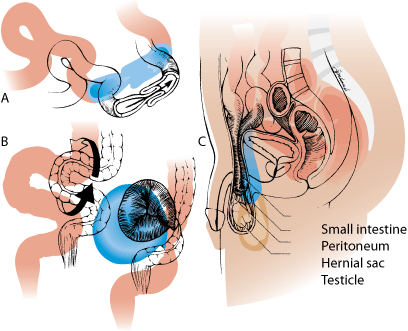 A
B
C
Small intestine
Peritoneum
Hernial sac
Testicle